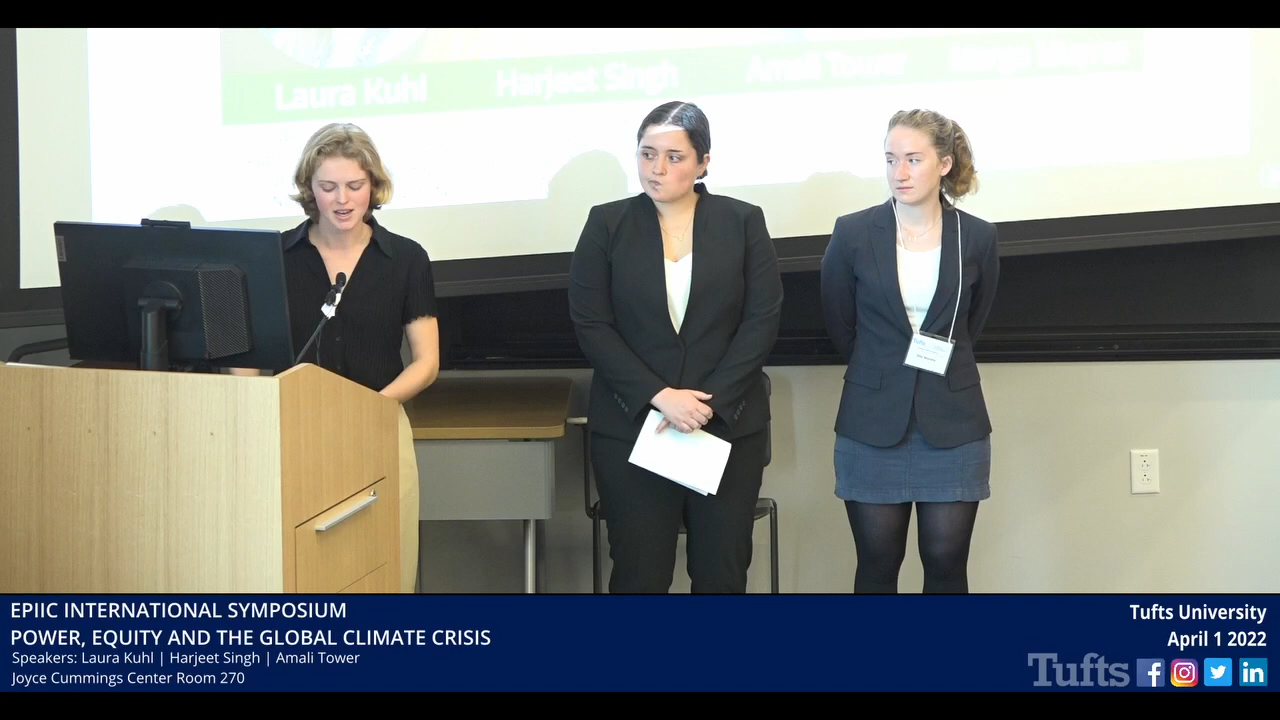 Laura Kuhl
Harjeet Singh
Amali Tower
Tufts
EPIIC INTERNATIONAL SYMPOSIUM
POWER, EQUITY AND THE GLOBAL CLIMATE CRISIS
Speakers: Laura Kuhl | Harjeet Singh | Amali Tower
Joyce Cummings Center Room 270
Tufts University
April 1 2022
Tufts